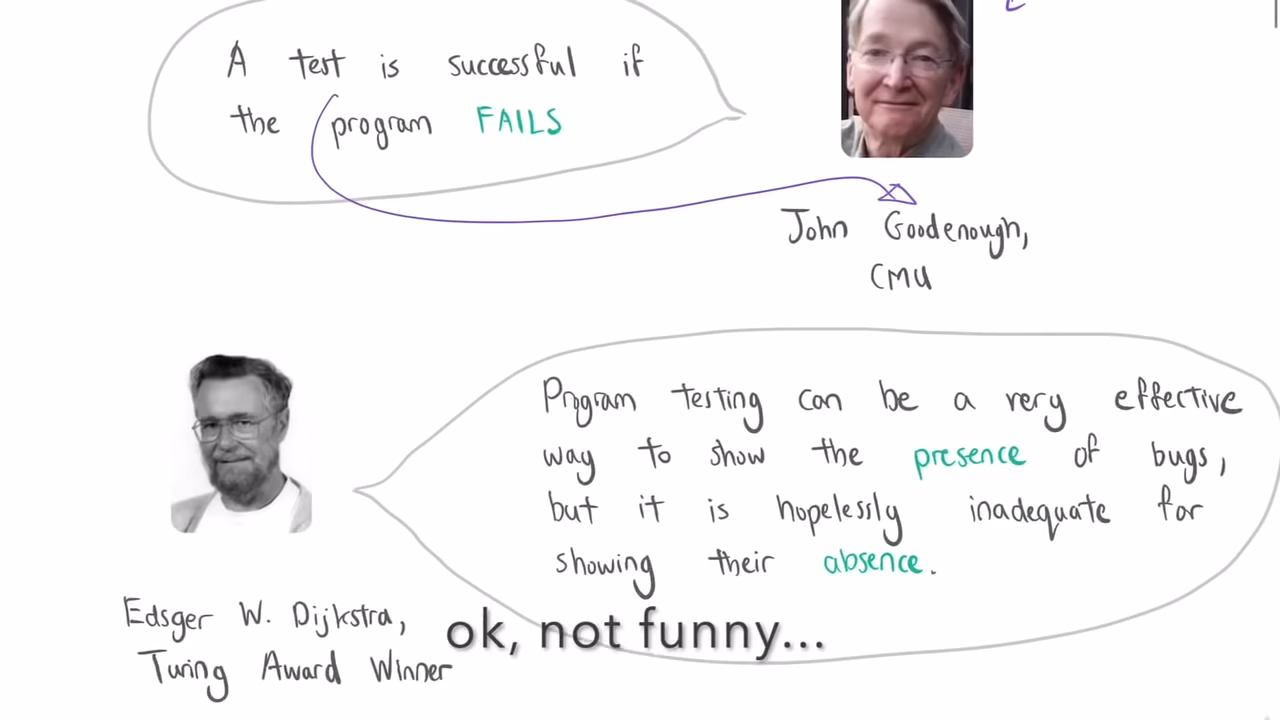 A test is successful if
the program FAILS
John Goodenough,
CMU
Program testing can be a very effective
way to show the presence of bugs,
but it is hopelessly inadequate for
showing their absence.
Edsger W. Dijkstra,
Turing Award Winner
ok, not funny...